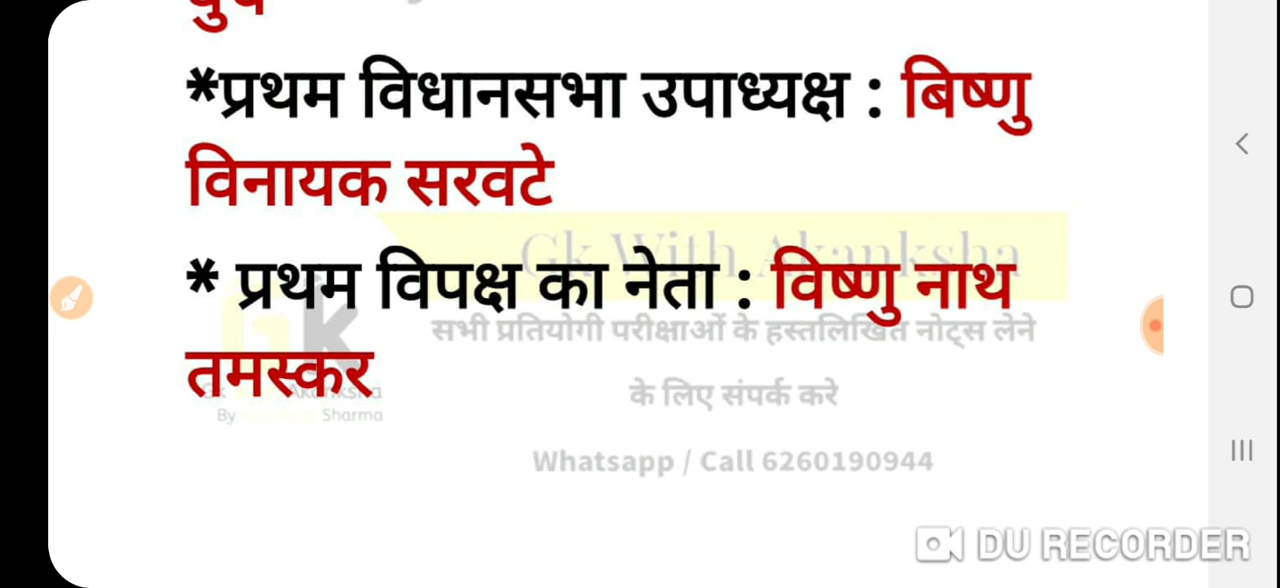 *प्रथम विधानसभा उपाध्यक्ष : बिष्णु
विनायक सरवटे
Gk With Akanksha
* प्रथम विपक्ष का नेता : विष्णु नाथ
सभी प्रतियोगी परीक्षाओं के हस्तलिखित नोट्स लेने
तमस्कर
के लिए संपर्क करे
By Sharma
Whatsapp / Call 6260190944
DU RECORDER